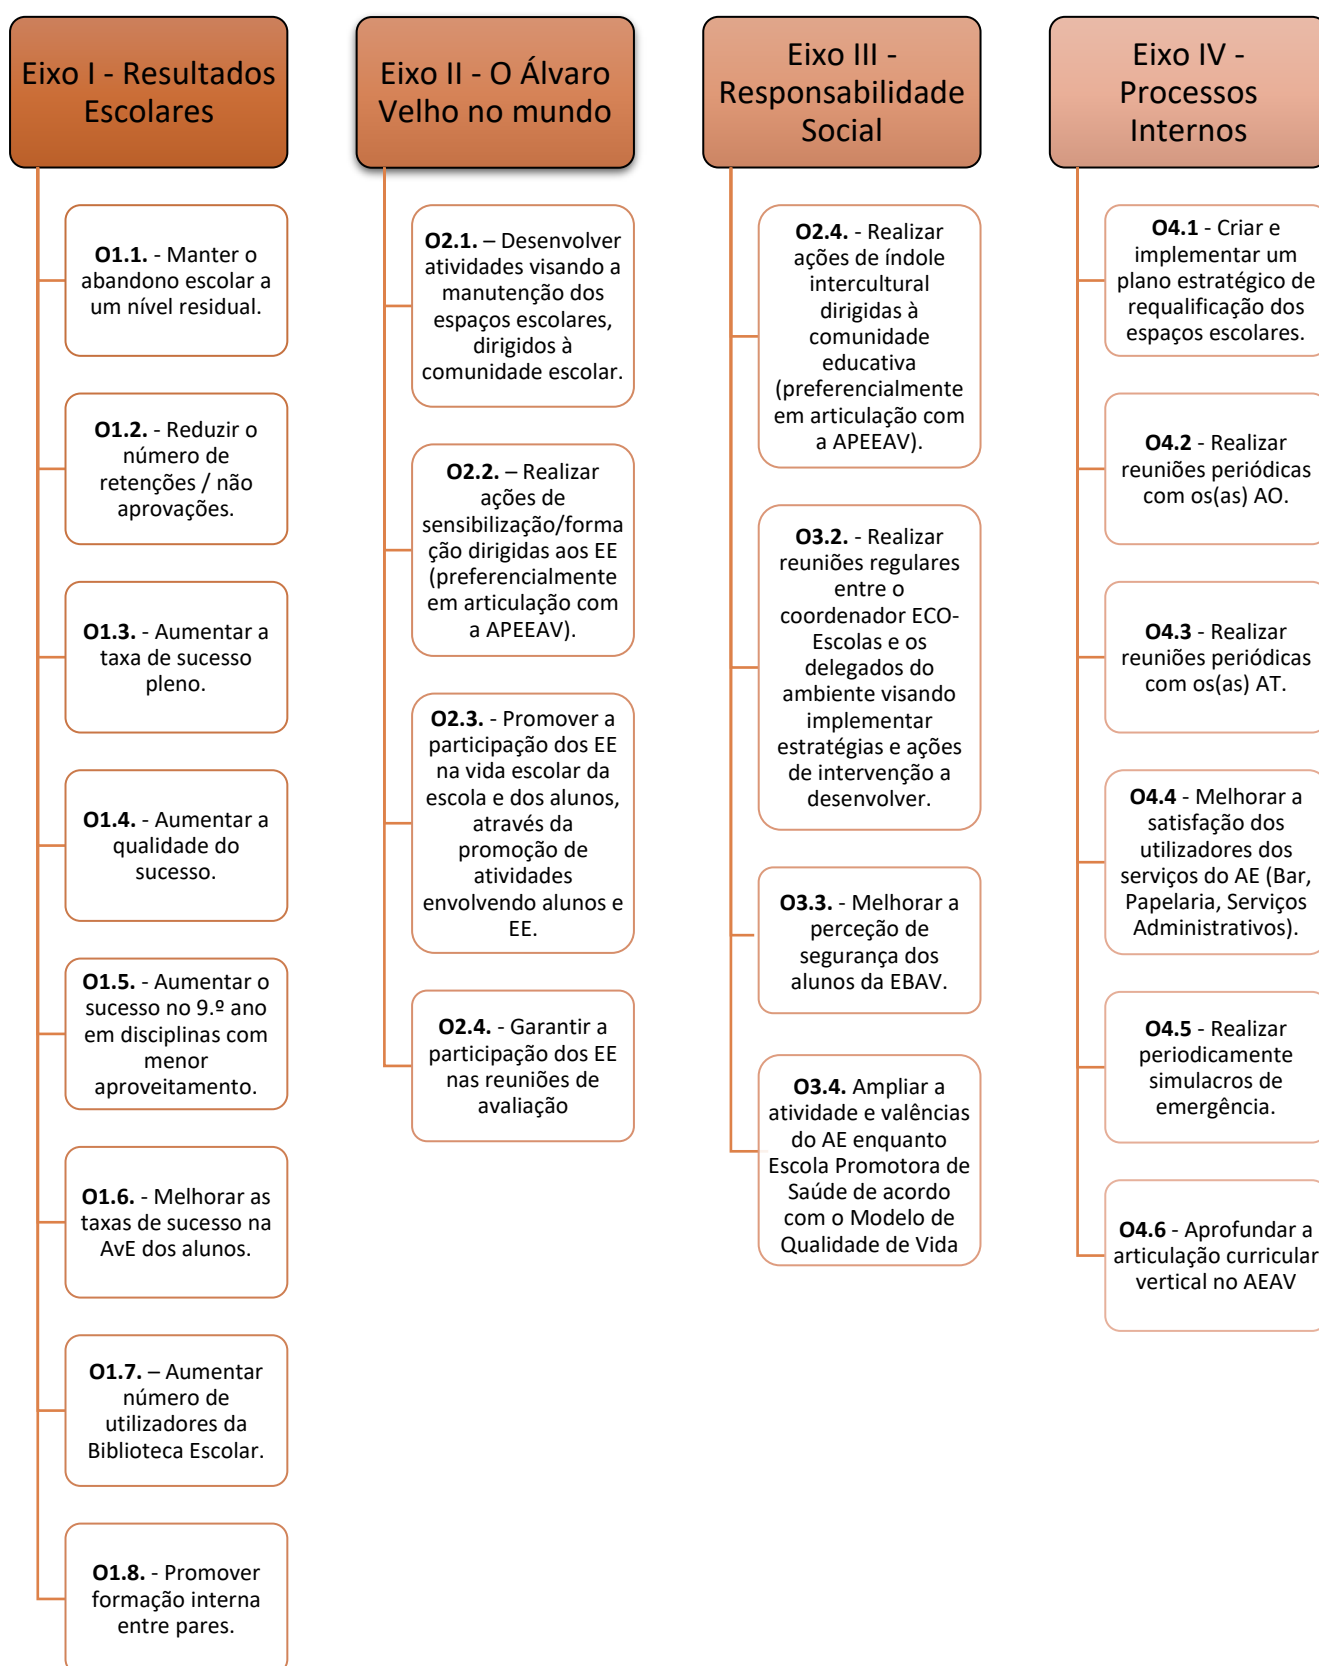 Eixo I - Resultados
Escolares
O1.1. - Manter o
abandono escolar a
um nível residual.
O1.2. - Reduzir o
número de
retenções / não
aprovações.
O1.3. - Aumentar a
taxa de sucesso
pleno.
O1.4. - Aumentar a
qualidade do
sucesso.
O1.5. - Aumentar o
sucesso no 9.º ano
em disciplinas com
menor
aproveitamento.
O1.6. - Melhorar as
taxas de sucesso na
AvE dos alunos.
O1.7. – Aumentar
número de
utilizadores da
Biblioteca Escolar.
O1.8. - Promover
formação interna
entre pares.
Eixo II - O Álvaro
Velho no mundo
O2.1. – Desenvolver
atividades visando a
manutenção dos
espaços escolares,
dirigidos à
comunidade escolar.
O2.2. – Realizar
ações de
sensibilização/forma
ção dirigidas aos EE
(preferencialmente
em articulação com
a APEEAV).
O2.3. - Promover a
participação dos EE
na vida escolar da
escola e dos alunos,
através da
promoção de
atividades
envolvendo alunos e
EE.
O2.4. - Garantir a
participação dos EE
nas reuniões de
avaliação
Eixo III -
Responsabilidade
Social
O2.4. - Realizar
ações de índole
intercultural
dirigidas à
comunidade
educativa
(preferencialmente
em articulação com
a APEEAV).
O3.2. - Realizar
reuniões regulares
entre o
coordenador ECO-
Escolas e os
delegados do
ambiente visando
implementar
estratégias e ações
de intervenção a
desenvolver.
O3.3. - Melhorar a
perceção de
segurança dos
alunos da EBAV.
O3.4. Ampliar a
atividade e valências
do AE enquanto
Escola Promotora de
Saúde de acordo
com o Modelo de
Qualidade de Vida
Eixo IV -
Processos
Internos
O4.1 - Criar e
implementar um
plano estratégico de
requalificação dos
espaços escolares.
O4.2 - Realizar
reuniões periódicas
com os(as) AO.
O4.3 - Realizar
reuniões periódicas
com os(as) AT.
O4.4 - Melhorar a
satisfação dos
utilizadores dos
serviços do AE (Bar,
Papelaria, Serviços
Administrativos).
O4.5 - Realizar
periodicamente
simulacros de
emergência.
O4.6 - Aprofundar a
articulação curricular
vertical no AEAV